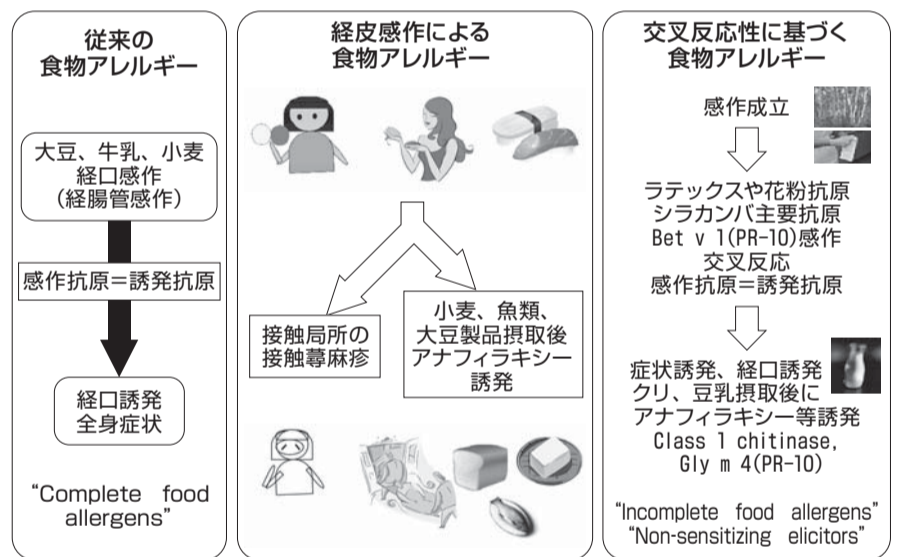 従来の
食物アレルギー
大豆、牛乳、小麦
経口感作
(経腸管感作)
感作抗原＝誘発抗原
経口誘発
全身症状
“Complete food
allergens”
経皮感作による
食物アレルギー
接触局所の
接触蕁麻疹
小麦、魚類、
大豆製品摂取後
アナフィラキシー
誘発
交叉反応性に基づく
食物アレルギー
感作成立
ラテックスや花粉抗原
シラカンバ主要抗原
Bet v 1(PR-10)感作
交叉反応
感作抗原＝誘発抗原
症状誘発、経口誘発
クリ、豆乳摂取後に
アナフィラキシー等誘発
Class 1 chitinase,
Gly m 4(PR-10)
“Incomplete food allergens”
“Non-sensitizing elicitors”